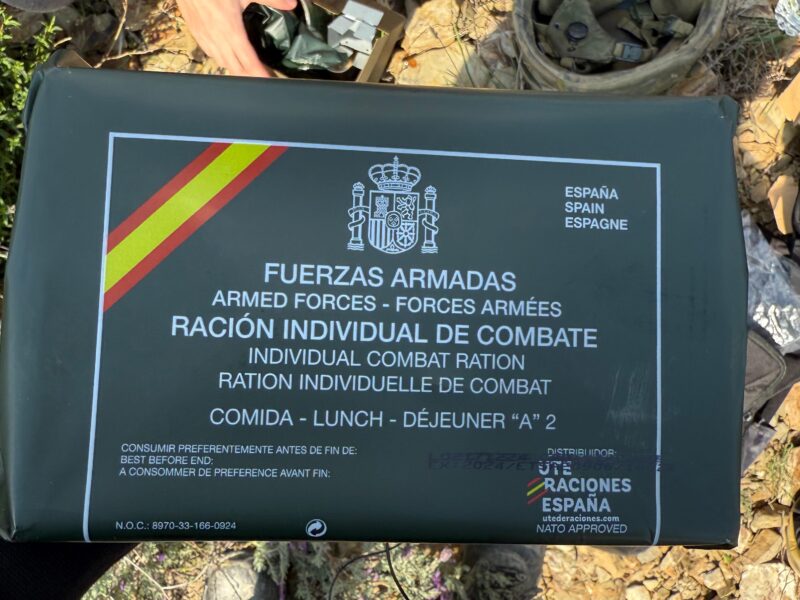 ESPAÑA
SPAIN
ESPAGNE
FUERZAS ARMADAS
ARMED FORCES - FORCES ARMÉES
RACIÓN INDIVIDUAL DE COMBATE
INDIVIDUAL COMBAT RATION
RATION INDIVIDUELLE DE COMBAT
COMIDA - LUNCH - DÉJEUNER “A” 2
CONSUMIR PREFERENTEMENTE ANTES DE FIN DE:
BEST BEFORE END:
A CONSOMMER DE PREFERENCE AVANT FIN:
DISTRIBUIDOR:
UTE
RACIONES
ESPAÑA
utederaciones.com
NATO APPROVED
N.O.C.: 8970-33-166-0924